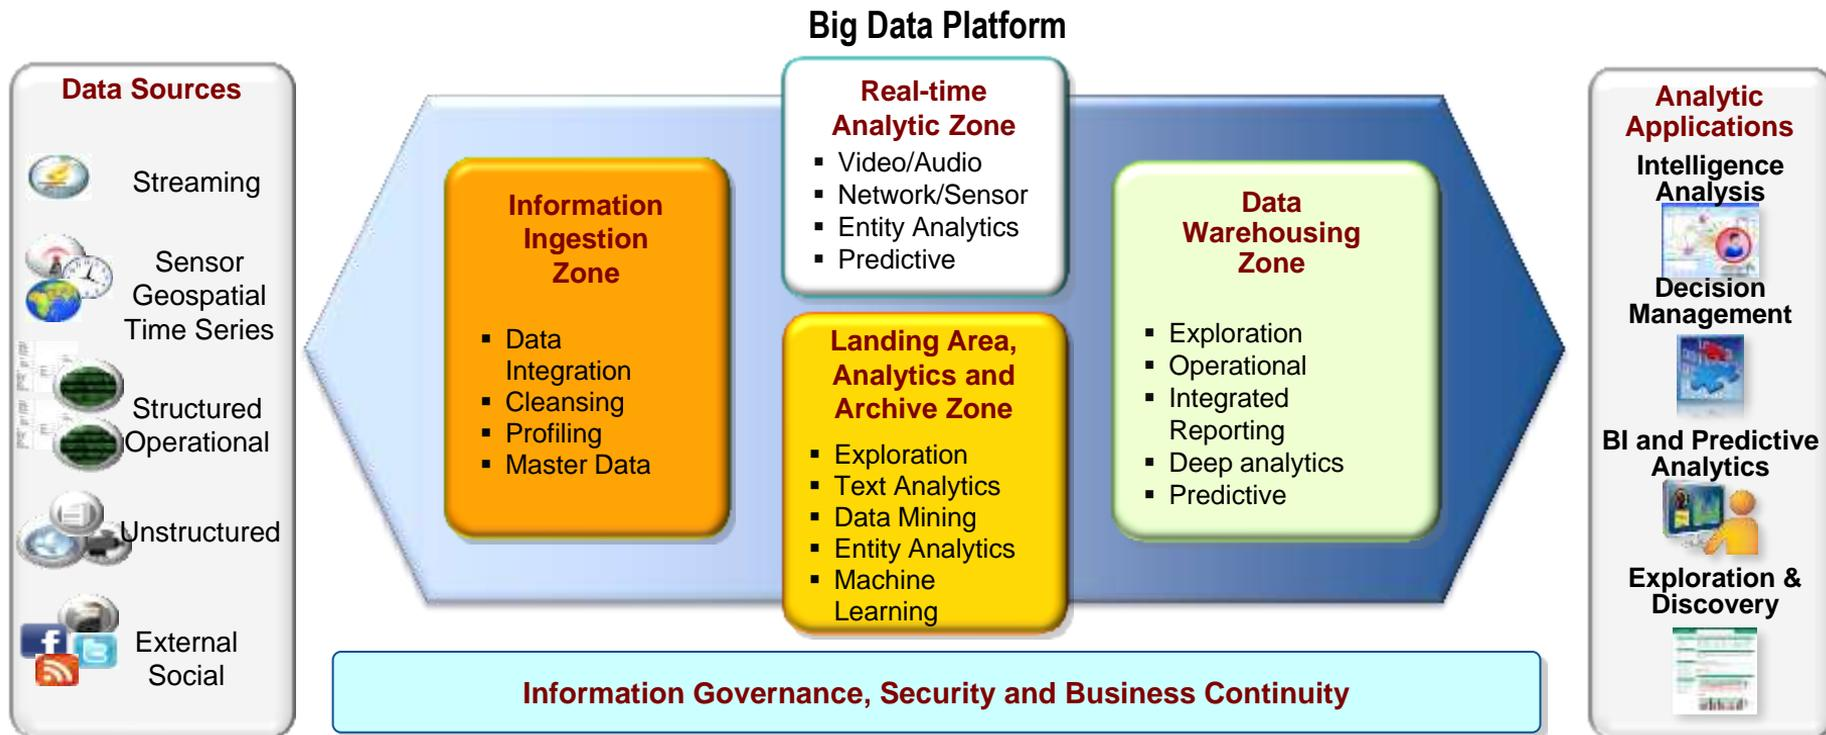 Big Data Platform
Data Sources
Streaming
Sensor
Geospatial
Time Series
Structured
Operational
Unstructured
External
Social
Information
Ingestion
Zone
▪ Data
Integration
▪ Cleansing
▪ Profiling
▪ Master Data
Real-time
Analytic Zone
▪ Video/Audio
▪ Network/Sensor
▪ Entity Analytics
▪ Predictive
Landing Area,
Analytics and
Archive Zone
▪ Exploration
▪ Text Analytics
▪ Data Mining
▪ Entity Analytics
▪ Machine
Learning
Data
Warehousing
Zone
▪ Exploration
▪ Operational
▪ Integrated
Reporting
▪ Deep analytics
▪ Predictive
Analytic
Applications
Intelligence
Analysis
Decision
Management
BI and Predictive
Analytics
Exploration &
Discovery
Information Governance, Security and Business Continuity